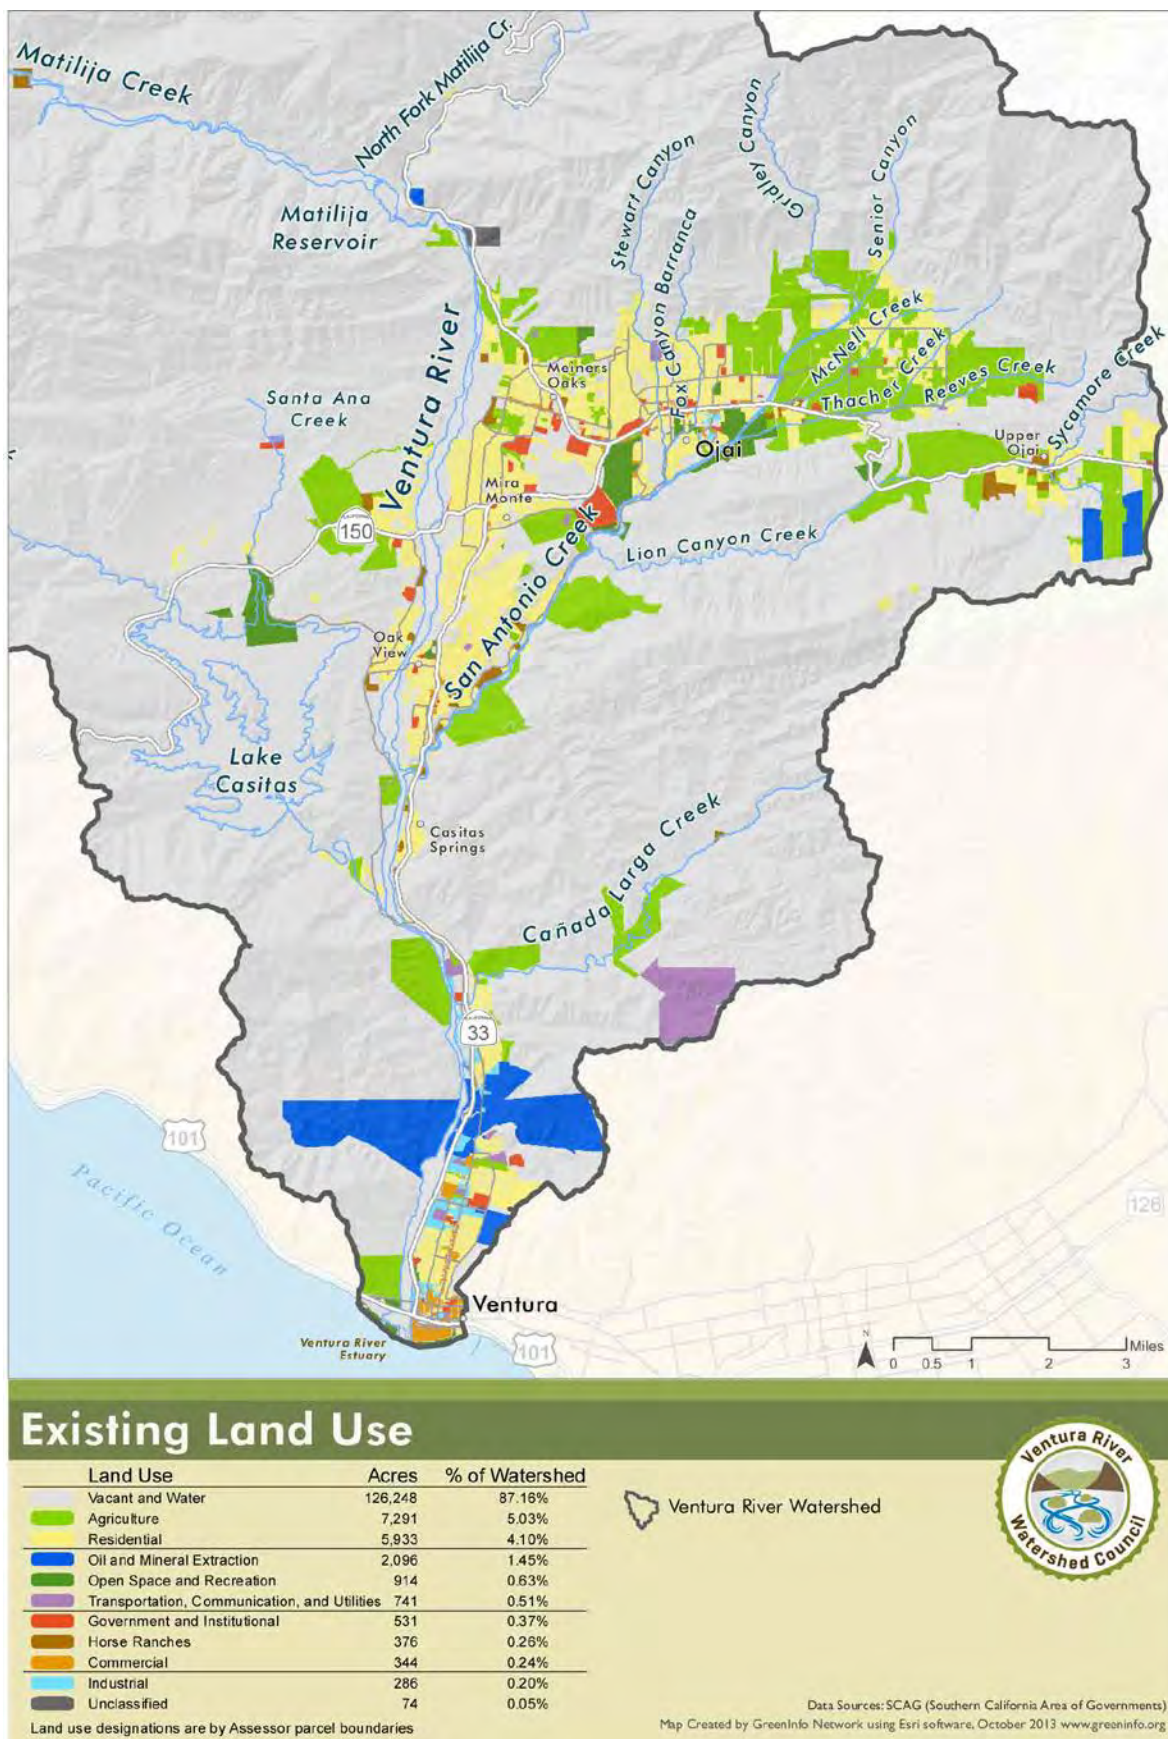 Matilija Creek
North Fork Matilija Cr.
Matilija
Reservoir
Stewart Canyon
Fox Canyon Barranca
Gridley Canyon
Senior Canyon
McNell Creek
Thacher Creek
Reeves Creek
Sycamore Creek
Ventura River
Meiners
Oaks
Santa Ana
Creek
Ojai
Upper
Ojai
Mira
Monte
CALIFORNIA
150
San Antonio Creek
Lion Canyon Creek
Oak
View
Lake
Casitas
Casitas
Springs
Cañada Larga Creek
CALIFORNIA
33
101
Pacific Ocean
126
Ventura
Ventura River
Estuary
101
N
0 0.5 1 2 3 Miles
Existing Land Use
Land Use Acres % of Watershed
Vacant and Water 126,248 87.16%
Agriculture 7,291 5.03%
Residential 5,933 4.10%
Oil and Mineral Extraction 2,096 1.45%
Open Space and Recreation 914 0.63%
Transportation, Communication, and Utilities 741 0.51%
Government and Institutional 531 0.37%
Horse Ranches 376 0.26%
Commercial 344 0.24%
Industrial 286 0.20%
Unclassified 74 0.05%
Land use designations are by Assessor parcel boundaries
Ventura River Watershed
Ventura River
Watershed Council
Data Sources: SCAG (Southern California Area of Governments)
Map Created by GreenInfo Network using Esri software, October 2013 www.greeninfo.org